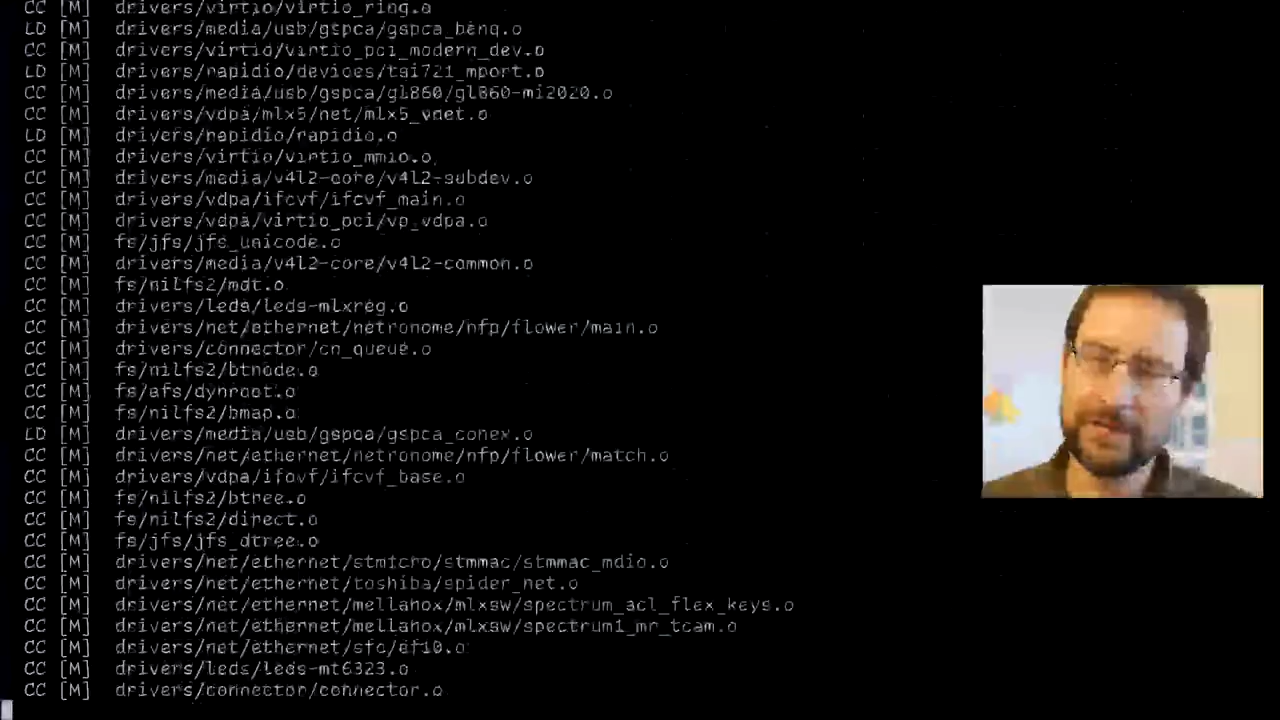 CC [M] drivers/virtio/virtio_ring.o
LD [M] drivers/media/usb/gspca/gspca_benq.o
CC [M] drivers/virtio/virtio_pci_modern_dev.o
LD [M] drivers/rapidio/devices/tsi721_mport.o
CC [M] drivers/media/usb/gspca/gl860/gl860-mi2020.o
CC [M] drivers/vdpa/mlx5/net/mlx5_vnet.o
LD [M] drivers/rapidio/rapidio.o
CC [M] drivers/virtio/virtio_mmio.o
CC [M] drivers/media/v4l2-core/v4l2-subdev.o
CC [M] drivers/vdpa/ifcvf/ifcvf_main.o
CC [M] drivers/vdpa/virtio_pci/vp_vdpa.o
CC [M] fs/jfs/jfs_unicode.o
CC [M] drivers/media/v4l2-core/v4l2-common.o
CC [M] fs/nilfs2/mdt.o
CC [M] drivers/leds/leds-mlxreg.o
CC [M] drivers/net/ethernet/netronome/nfp/flower/main.o
CC [M] drivers/connector/cn_queue.o
CC [M] fs/nilfs2/btnode.o
CC [M] fs/afs/dynroot.o
CC [M] fs/nilfs2/bmap.o
LD [M] drivers/media/usb/gspca/gspca_conex.o
CC [M] drivers/net/ethernet/netronome/nfp/flower/match.o
CC [M] drivers/vdpa/ifcvf/ifcvf_base.o
CC [M] fs/nilfs2/btree.o
CC [M] fs/nilfs2/direct.o
CC [M] fs/jfs/jfs_dtree.o
CC [M] drivers/net/ethernet/stmicro/stmmac/stmmac_mdio.o
CC [M] drivers/net/ethernet/toshiba/spider_net.o
CC [M] drivers/net/ethernet/mellanox/mlxsw/spectrum_acl_flex_keys.o
CC [M] drivers/net/ethernet/mellanox/mlxsw/spectrum1_mr_tcam.o
CC [M] drivers/net/ethernet/sfc/ef10.o
CC [M] drivers/leds/leds-mt6323.o
CC [M] drivers/connector/connector.o